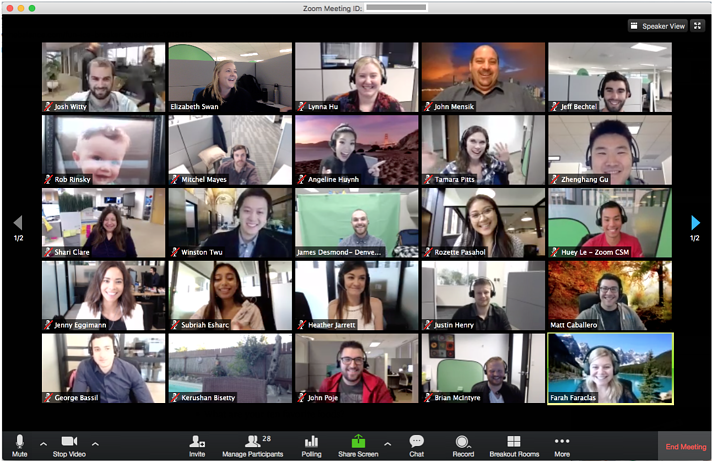 Zoom Meeting ID:
Speaker View
Josh Witty
Elizabeth Swan
Lynna Hu
John Mensik
Jeff Bechtel
Rob Rinsky
Mitchel Mayes
Angeline Huynh
Tamara Pitts
Zhenghang Gu
1/2
1/2
Shari Clare
Winston Twu
James Desmond- Denve...
Rozette Pasahol
Huey Le - Zoom CSM
Jenny Eggimann
Subriah Esharc
Heather Jarrett
Justin Henry
Matt Caballero
George Bassil
Kerushan Bisetty
John Poje
Brian McIntyre
Farah Faraclas
28
Mute
Stop Video
Invite
Manage Participants
Polling
Share Screen
Chat
Record
Breakout Rooms
More
End Meeting